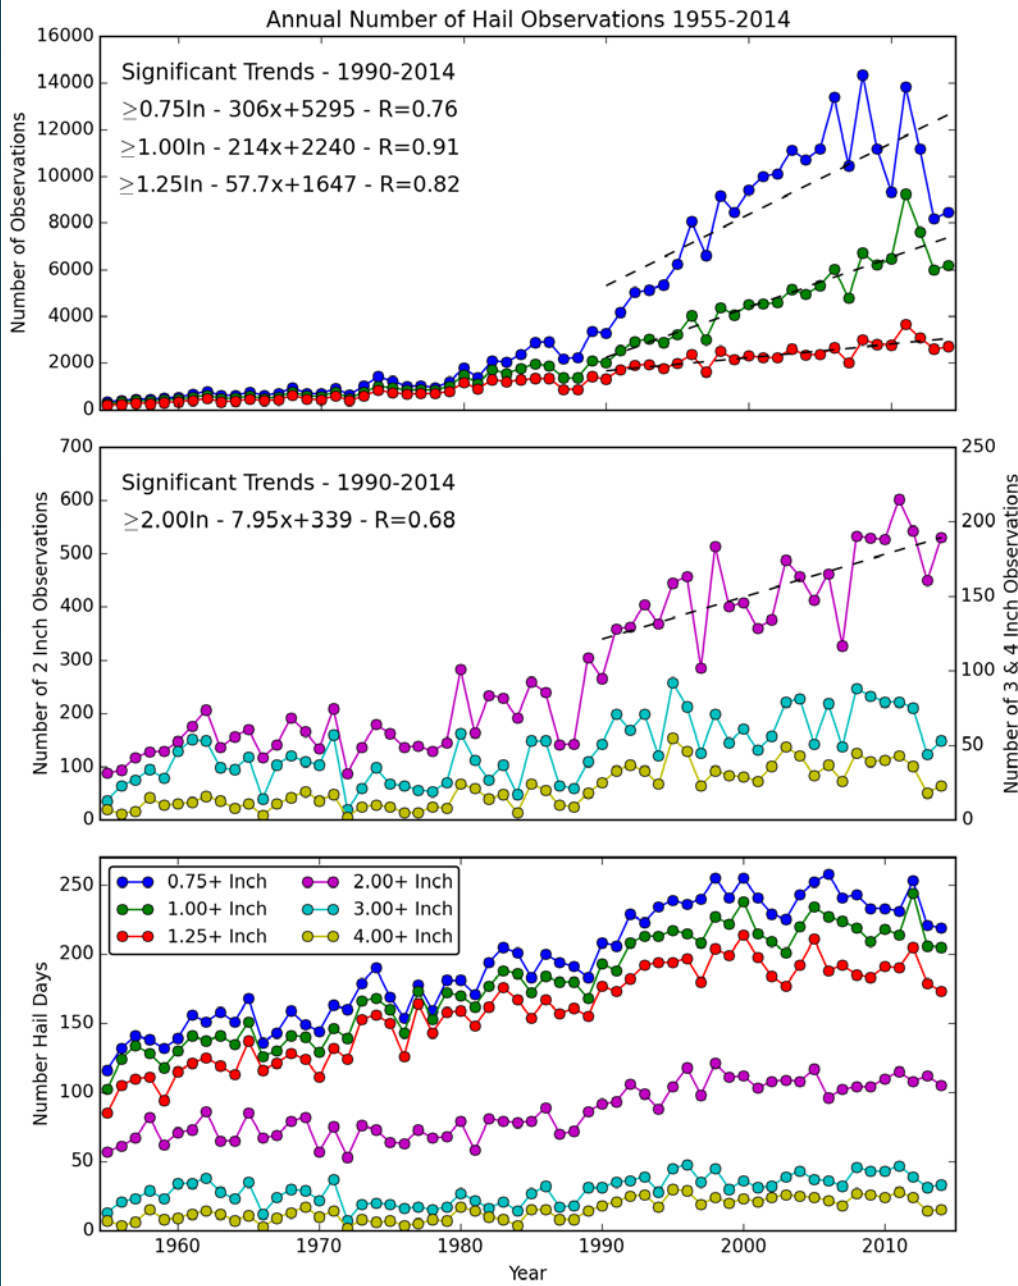 Annual Number of Hail Observations 1955-2014
16000
14000
12000
10000
8000
6000
4000
2000
0
Number of Observations
Significant Trends - 1990-2014
≥0.75In - 306x+5295 - R=0.76
≥1.00In - 214x+2240 - R=0.91
≥1.25In - 57.7x+1647 - R=0.82
700
600
500
400
300
200
100
0
Number of 2 Inch Observations
Significant Trends - 1990-2014
≥2.00In - 7.95x+339 - R=0.68
250
200
150
100
50
0
Number of 3 & 4 Inch Observations
250
200
150
100
50
0
Number Hail Days
0.75+ Inch
1.00+ Inch
1.25+ Inch
2.00+ Inch
3.00+ Inch
4.00+ Inch
1960 1970 1980 1990 2000 2010
Year